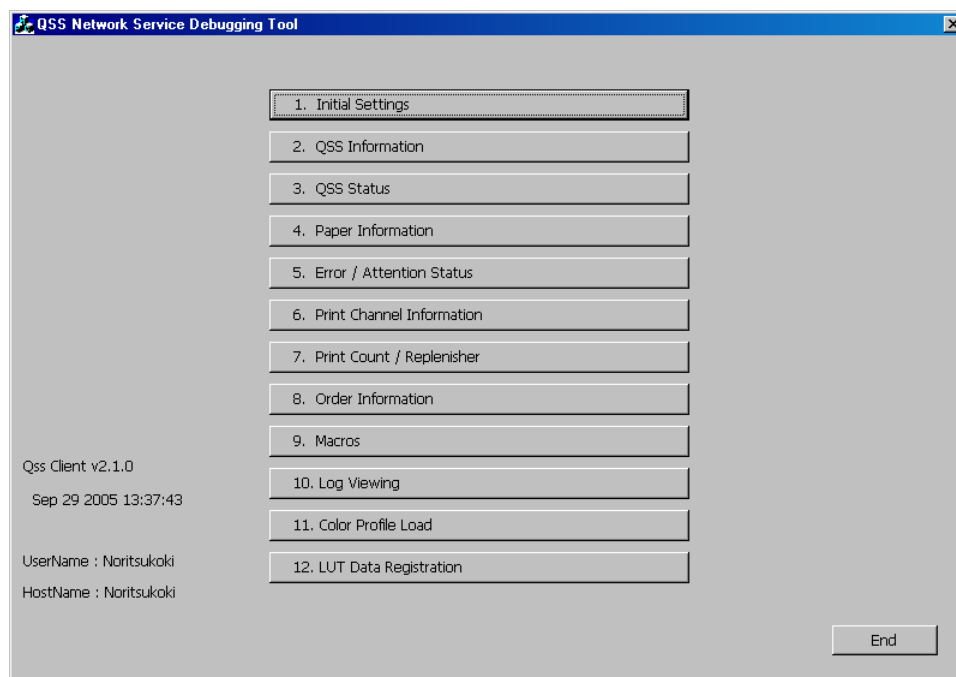 QSS Network Service Debugging Tool
1. Initial Settings
2. QSS Information
3. QSS Status
4. Paper Information
5. Error / Attention Status
6. Print Channel Information
7. Print Count / Replenisher
8. Order Information
9. Macros
10. Log Viewing
11. Color Profile Load
12. LUT Data Registration
Qss Client v2.1.0
Sep 29 2005 13:37:43
UserName : Noritsukoki
HostName : Noritsukoki
End